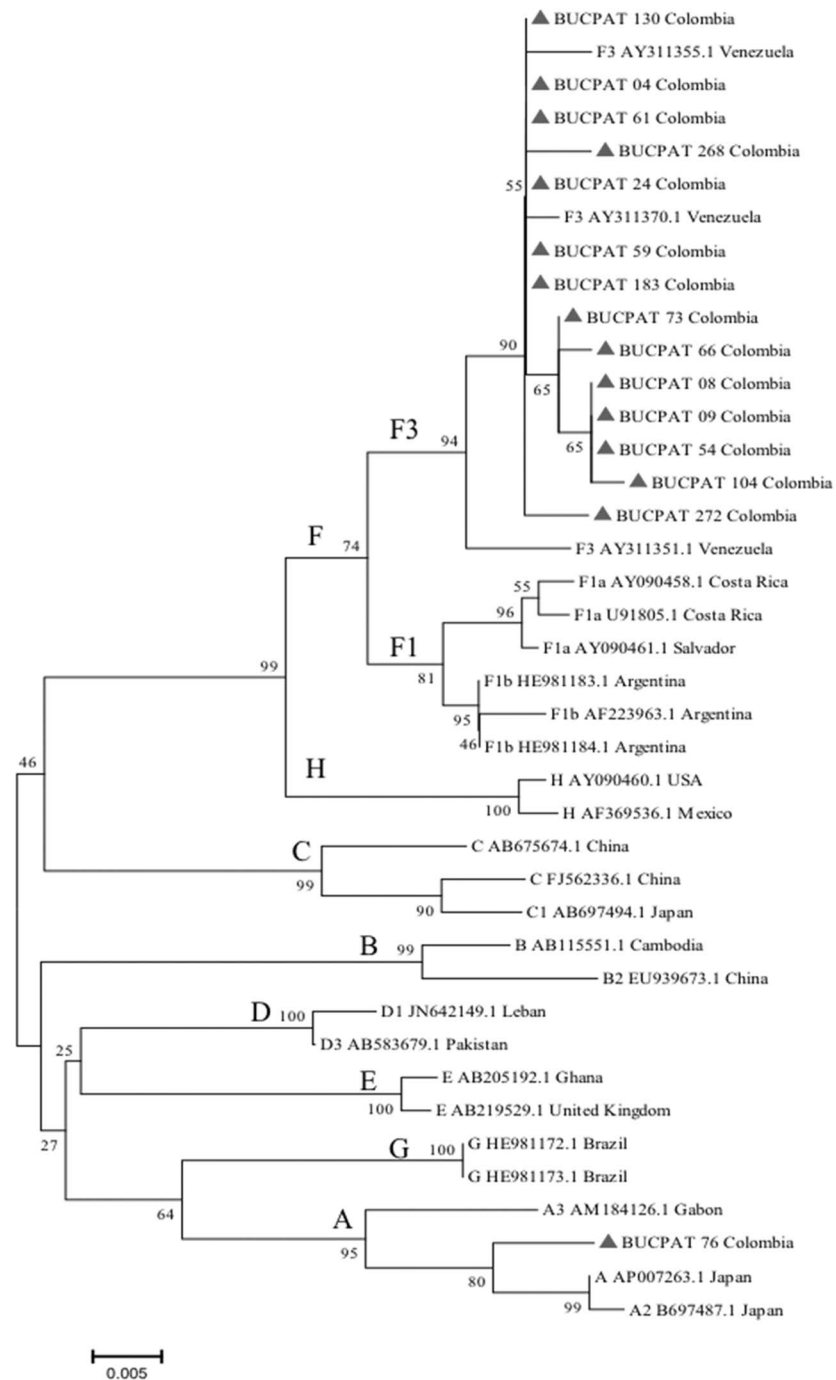 BUCPAT 130 Colombia
F3 AY311355.1 Venezuela
BUCPAT 04 Colombia
BUCPAT 61 Colombia
BUCPAT 268 Colombia
55
BUCPAT 24 Colombia
F3 AY311370.1 Venezuela
BUCPAT 59 Colombia
BUCPAT 183 Colombia
BUCPAT 73 Colombia
90
BUCPAT 66 Colombia
65
BUCPAT 08 Colombia
BUCPAT 09 Colombia
F3
94
65
BUCPAT 54 Colombia
BUCPAT 104 Colombia
BUCPAT 272 Colombia
F
74
F3 AY311351.1 Venezuela
55
F1a AY090458.1 Costa Rica
96
F1a U91805.1 Costa Rica
F1
F1a AY090461.1 Salvador
99
81
F1b HE981183.1 Argentina
95
F1b AF223963.1 Argentina
46
F1b HE981184.1 Argentina
46
H
H AY090460.1 USA
100
H AF369536.1 Mexico
C
C AB675674.1 China
99
C FJ562336.1 China
90
C1 AB697494.1 Japan
B
99
B AB115551.1 Cambodia
B2 EU939673.1 China
D
100
D1 JN642149.1 Leban
D3 AB583679.1 Pakistan
25
E
E AB205192.1 Ghana
100
E AB219529.1 United Kingdom
27
G
100
G HE981172.1 Brazil
G HE981173.1 Brazil
64
A
A3 AM184126.1 Gabon
95
BUCPAT 76 Colombia
80
A AP007263.1 Japan
99
A2 B697487.1 Japan
0.005